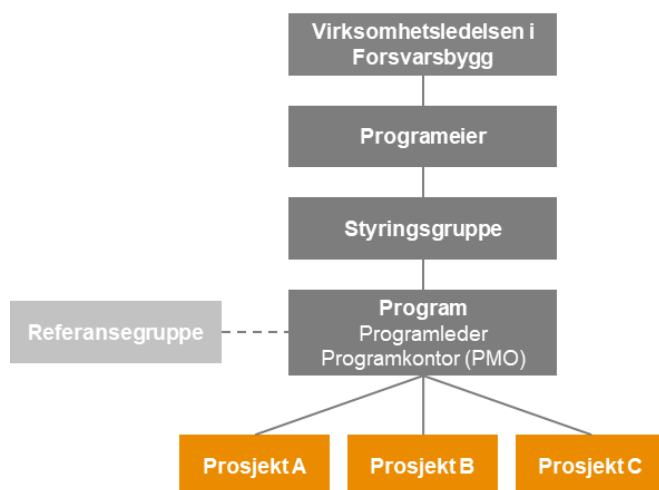 Virksomhetsledelsen i
Forsvarsbygg
Programeier
Styringsgruppe
Program
Programleder
Programkontor (PMO)
Referansegruppe
Prosjekt A
Prosjekt B
Prosjekt C